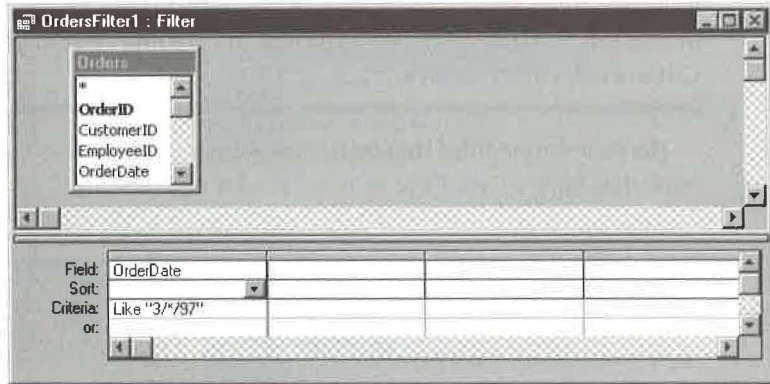 OrdersFilter1 : Filter
Orders
*
OrderID
CustomerID
EmployeeID
OrderDate
Field: OrderDate
Sort:
Criteria: Like "3/*/97"
or: